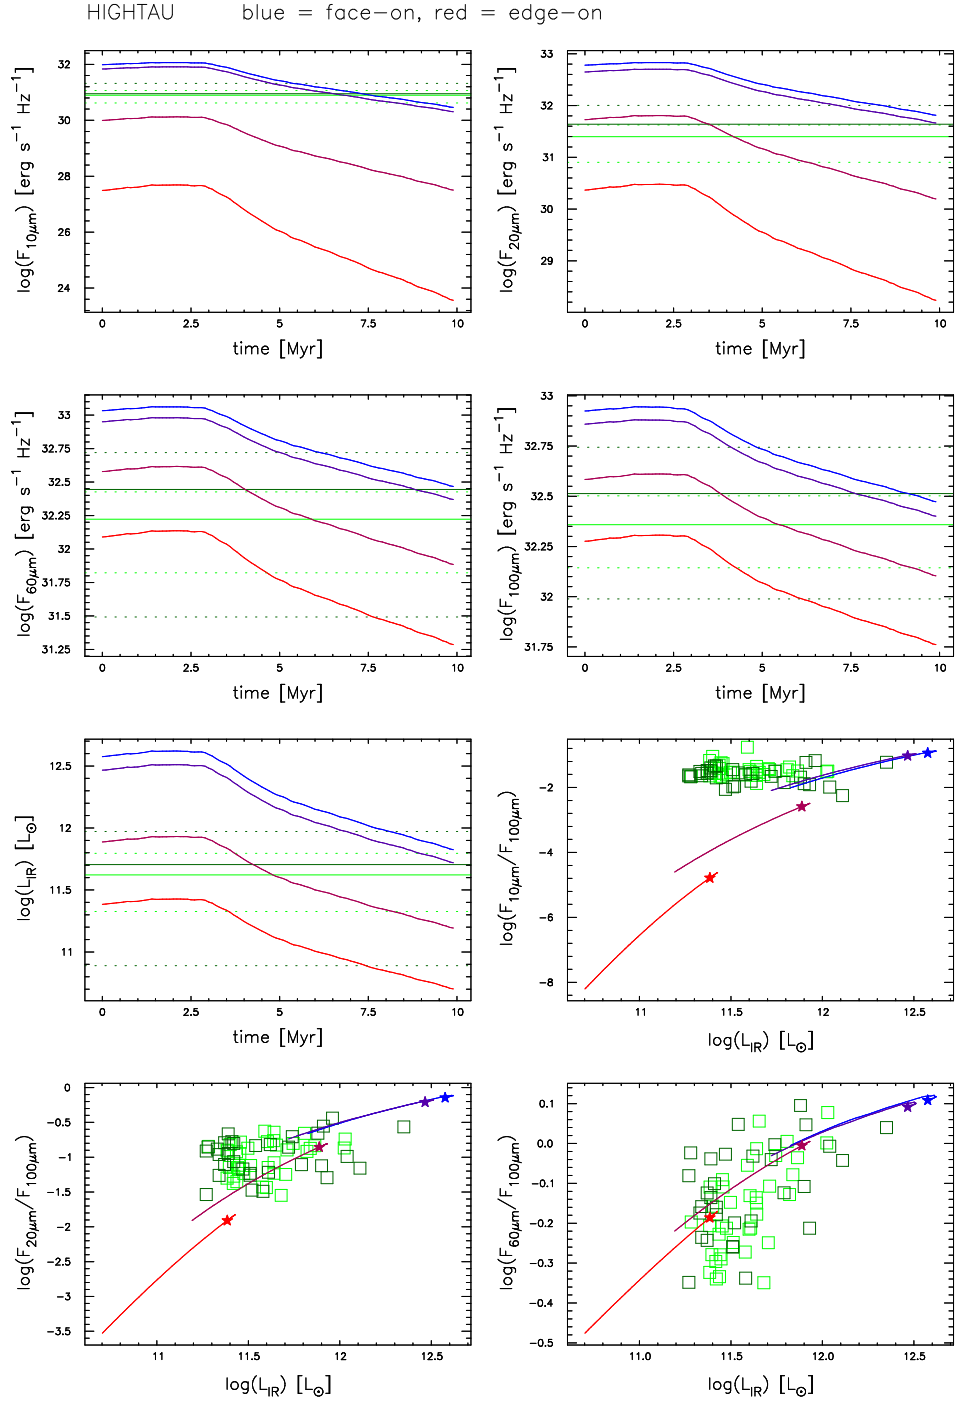 HIGHTAU blue = face-on, red = edge-on
log(F10μm) [erg s−1 Hz−1]
32
30
28
26
24
0 2.5 5 7.5 10
time [Myr]
log(F20μm) [erg s−1 Hz−1]
33
32
31
30
29
0 2.5 5 7.5 10
time [Myr]
log(F60μm) [erg s−1 Hz−1]
33
32.75
32.5
32.25
32
31.75
31.5
31.25
0 2.5 5 7.5 10
time [Myr]
log(F100μm) [erg s−1 Hz−1]
33
32.75
32.5
32.25
32
31.75
0 2.5 5 7.5 10
time [Myr]
log(LIR) [L⊙]
12.5
12
11.5
11
0 2.5 5 7.5 10
time [Myr]
log(F10μm/F100μm)
−2
−4
−6
−8
11 11.5 12 12.5
log(LIR) [L⊙]
log(F20μm/F100μm)
0
−0.5
−1
−1.5
−2
−2.5
−3
−3.5
11 11.5 12 12.5
log(LIR) [L⊙]
log(F60μm/F100μm)
0.1
0.0
−0.1
−0.2
−0.3
−0.4
−0.5
11.0 11.5 12.0 12.5
log(LIR) [L⊙]